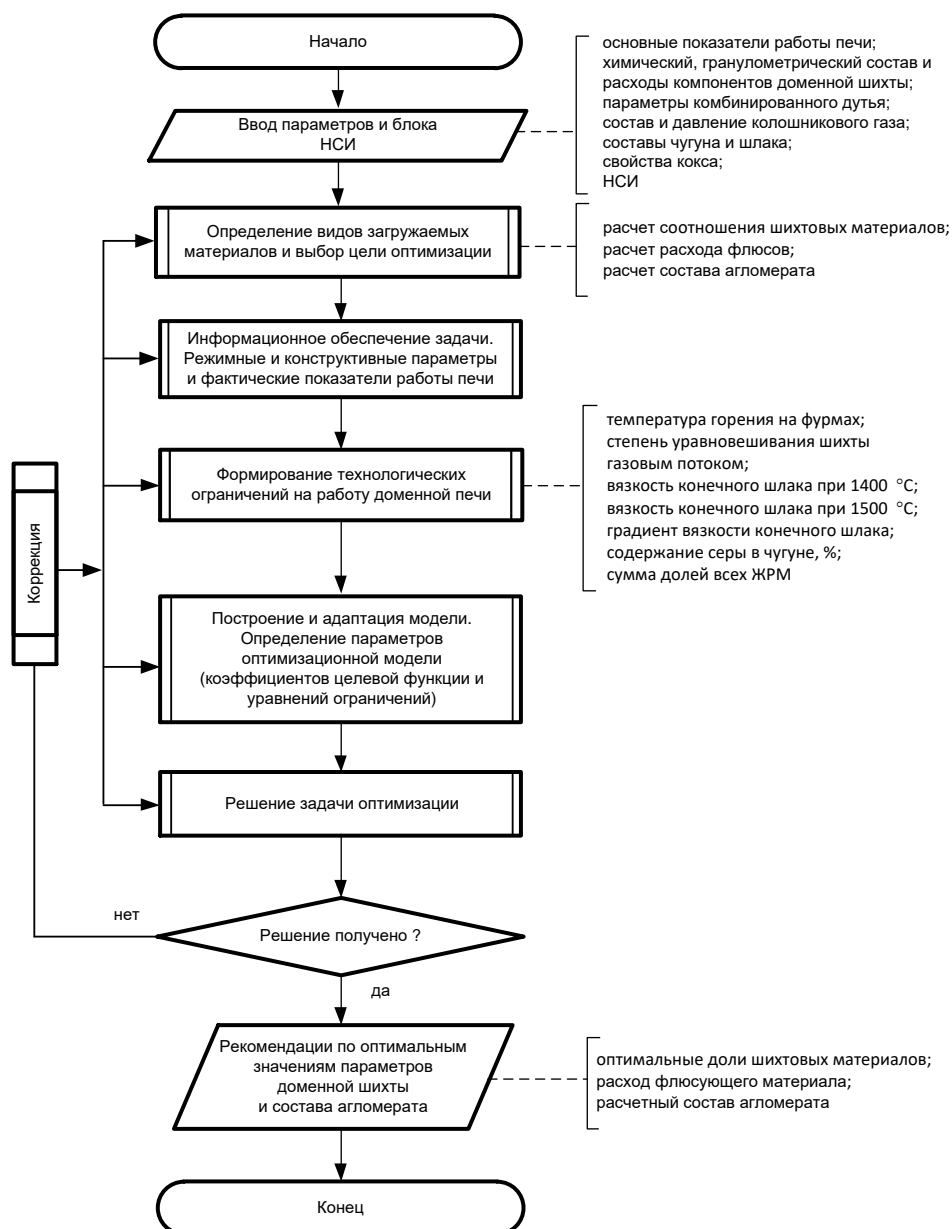 Начало
основные показатели работы печи;
химический, гранулометрический состав и
расходы компонентов доменной шихты;
параметры комбинированного дутья;
состав и давление колошникового газа;
составы чугуна и шлака;
свойства кокса;
НСИ
Ввод параметров и блока
НСИ
Определение видов загружаемых
материалов и выбор цели оптимизации
расчет соотношения шихтовых материалов;
расчет расхода флюсов;
расчет состава агломерата
Информационное обеспечение задачи.
Режимные и конструктивные параметры
и фактические показатели работы печи
Формирование технологических
ограничений на работу доменной печи
температура горения на фурмах;
степень уравновешивания шихты
газовым потоком;
вязкость конечного шлака при 1400 °С;
вязкость конечного шлака при 1500 °С;
градиент вязкости конечного шлака;
содержание серы в чугуне, %;
сумма долей всех ЖРМ
Коррекция
Построение и адаптация модели.
Определение параметров
оптимизационной модели
(коэффициентов целевой функции и
уравнений ограничений)
Решение задачи оптимизации
нет
Решение получено ?
да
Рекомендации по оптимальным
значениям параметров
доменной шихты
и состава агломерата
оптимальные доли шихтовых материалов;
расход флюсующего материала;
расчетный состав агломерата
Конец